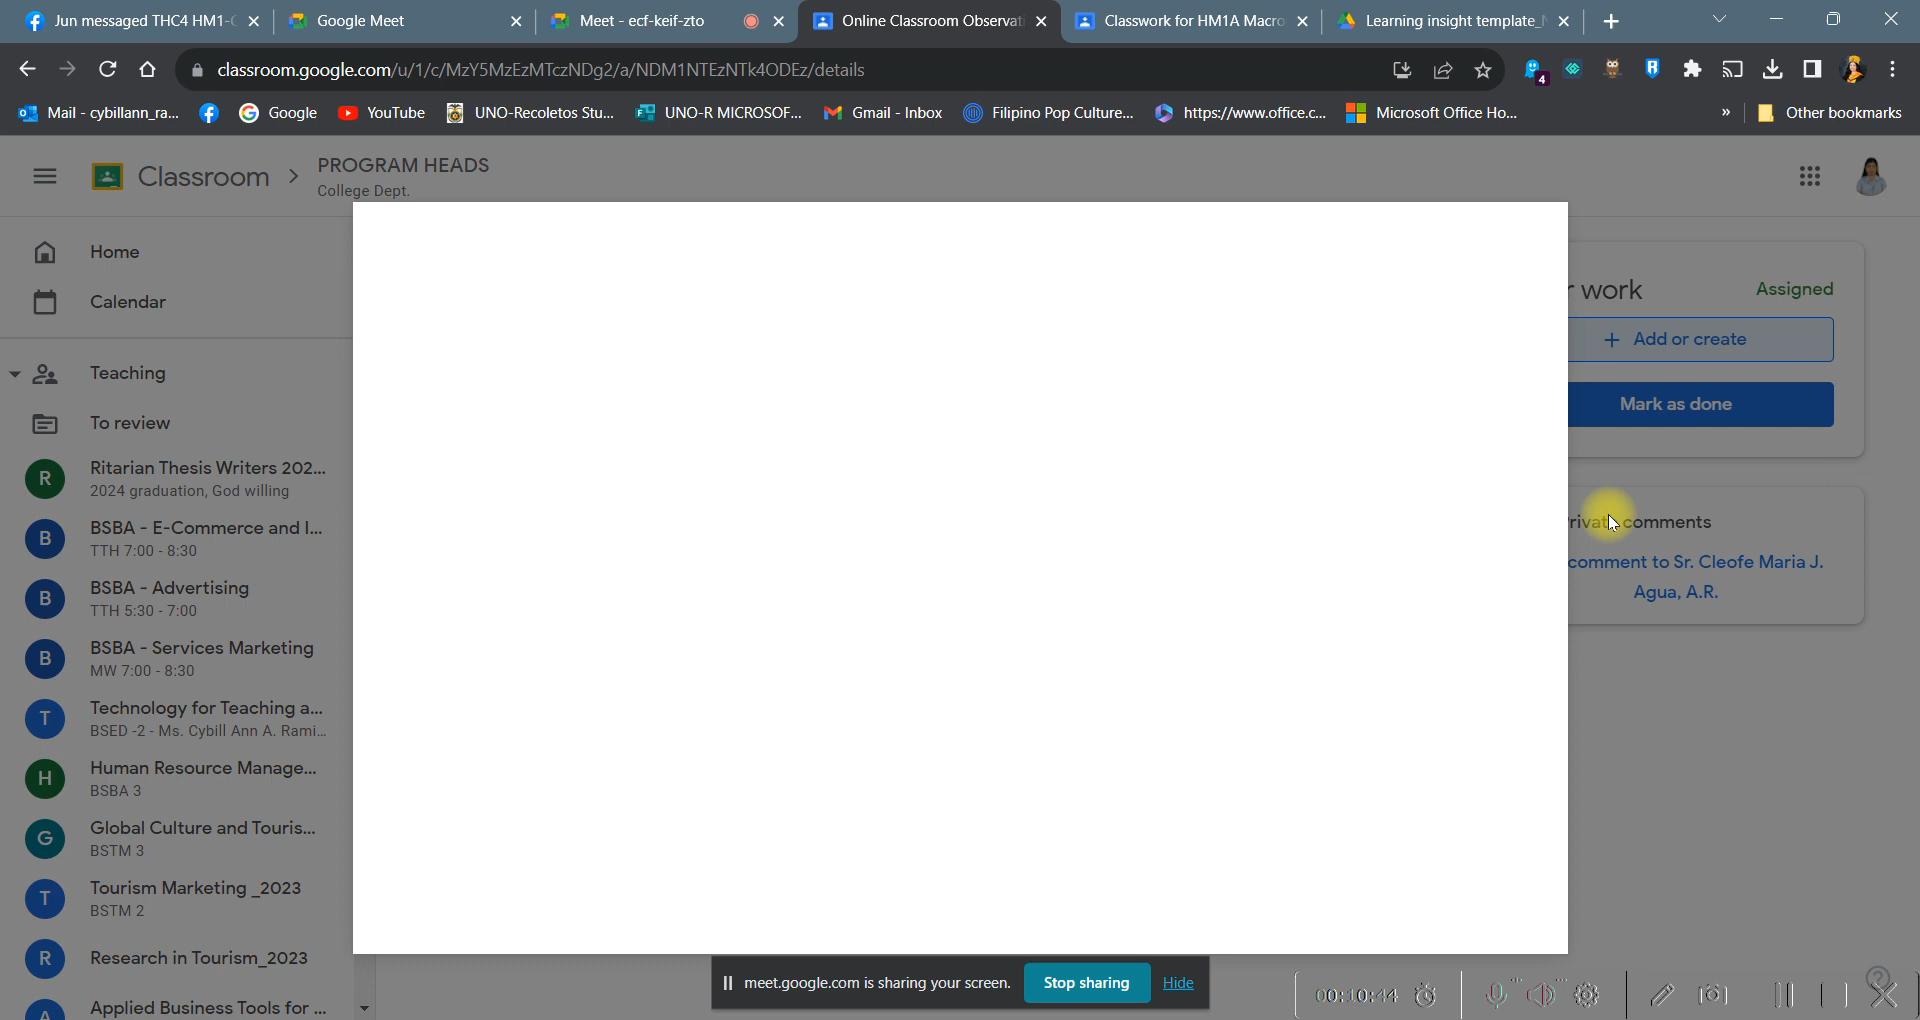 Jun messaged THC4 HM1-
Google Meet
Meet - ecf-keif-zto
Online Classroom Observati
Classwork for HM1A Macro
Learning insight template_
classroom.google.com/u/1/c/MzY5MzEzMTczNDg2/a/NDM1NTEzNTk4ODEz/details
4
Mail - cybillann_ra...
Google
YouTube
UNO-Recoletos Stu...
UNO-R MICROSOF...
Gmail - Inbox
Filipino Pop Culture...
https://www.office.c...
Microsoft Office Ho...
»
Other bookmarks
Classroom
PROGRAM HEADS
College Dept.
Home
Calendar
Teaching
To review
R
Ritarian Thesis Writers 202...
2024 graduation, God willing
B
BSBA - E-Commerce and I...
TTH 7:00 - 8:30
B
BSBA - Advertising
TTH 5:30 - 7:00
B
BSBA - Services Marketing
MW 7:00 - 8:30
T
Technology for Teaching a...
BSED -2 - Ms. Cybill Ann A. Rami...
H
Human Resource Manage...
BSBA 3
G
Global Culture and Touris...
BSTM 3
T
Tourism Marketing _2023
BSTM 2
R
Research in Tourism_2023
A
Applied Business Tools for ...
r work
Assigned
+ Add or create
Mark as done
Private comments
comment to Sr. Cleofe Maria J.
Agua, A.R.
meet.google.com is sharing your screen.
Stop sharing
Hide
00:10:44